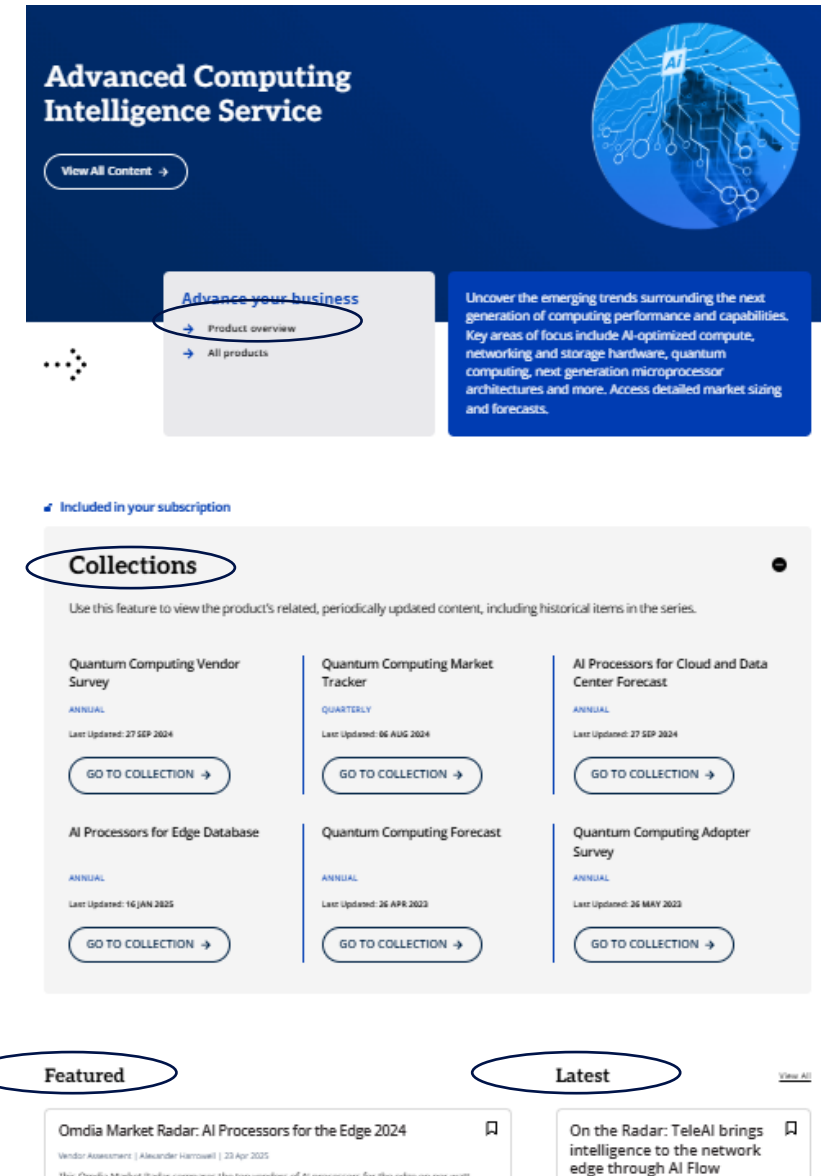 Advanced Computing
Intelligence Service
View All Content →
Ai
Advance your business
→ Product overview
→ All products
Uncover the emerging trends surrounding the next
generation of computing performance and capabilities.
Key areas of focus include AI-optimized compute,
networking and storage hardware, quantum
computing, next generation microprocessor
architectures and more. Access detailed market sizing
and forecasts.
Included in your subscription
Collections
Use this feature to view the product's related, periodically updated content, including historical items in the series.
Quantum Computing Vendor
Survey
ANNUAL
Last Updated: 27 SEP 2024
GO TO COLLECTION →
Quantum Computing Market
Tracker
QUARTERLY
Last Updated: 06 AUG 2024
GO TO COLLECTION →
AI Processors for Cloud and Data
Center Forecast
ANNUAL
Last Updated: 27 SEP 2024
GO TO COLLECTION →
AI Processors for Edge Database
ANNUAL
Last Updated: 16 JAN 2025
GO TO COLLECTION →
Quantum Computing Forecast
ANNUAL
Last Updated: 26 APR 2023
GO TO COLLECTION →
Quantum Computing Adopter
Survey
ANNUAL
Last Updated: 26 MAY 2023
GO TO COLLECTION →
Featured
Omdia Market Radar: AI Processors for the Edge 2024
Vendor Assessment | Alexander Harrowell | 23 Apr 2025
Latest
View All
On the Radar: TeleAI brings
intelligence to the network
edge through AI Flow